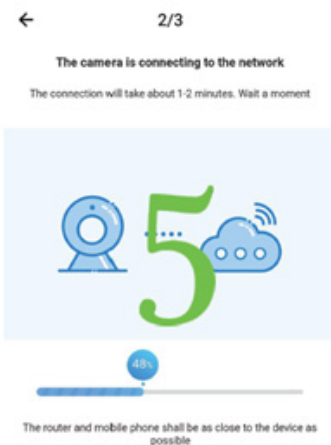 2/3
The camera is connecting to the network
The connection will take about 1-2 minutes. Wait a moment
5
48%
The router and mobile phone shall be as close to the device as
possible